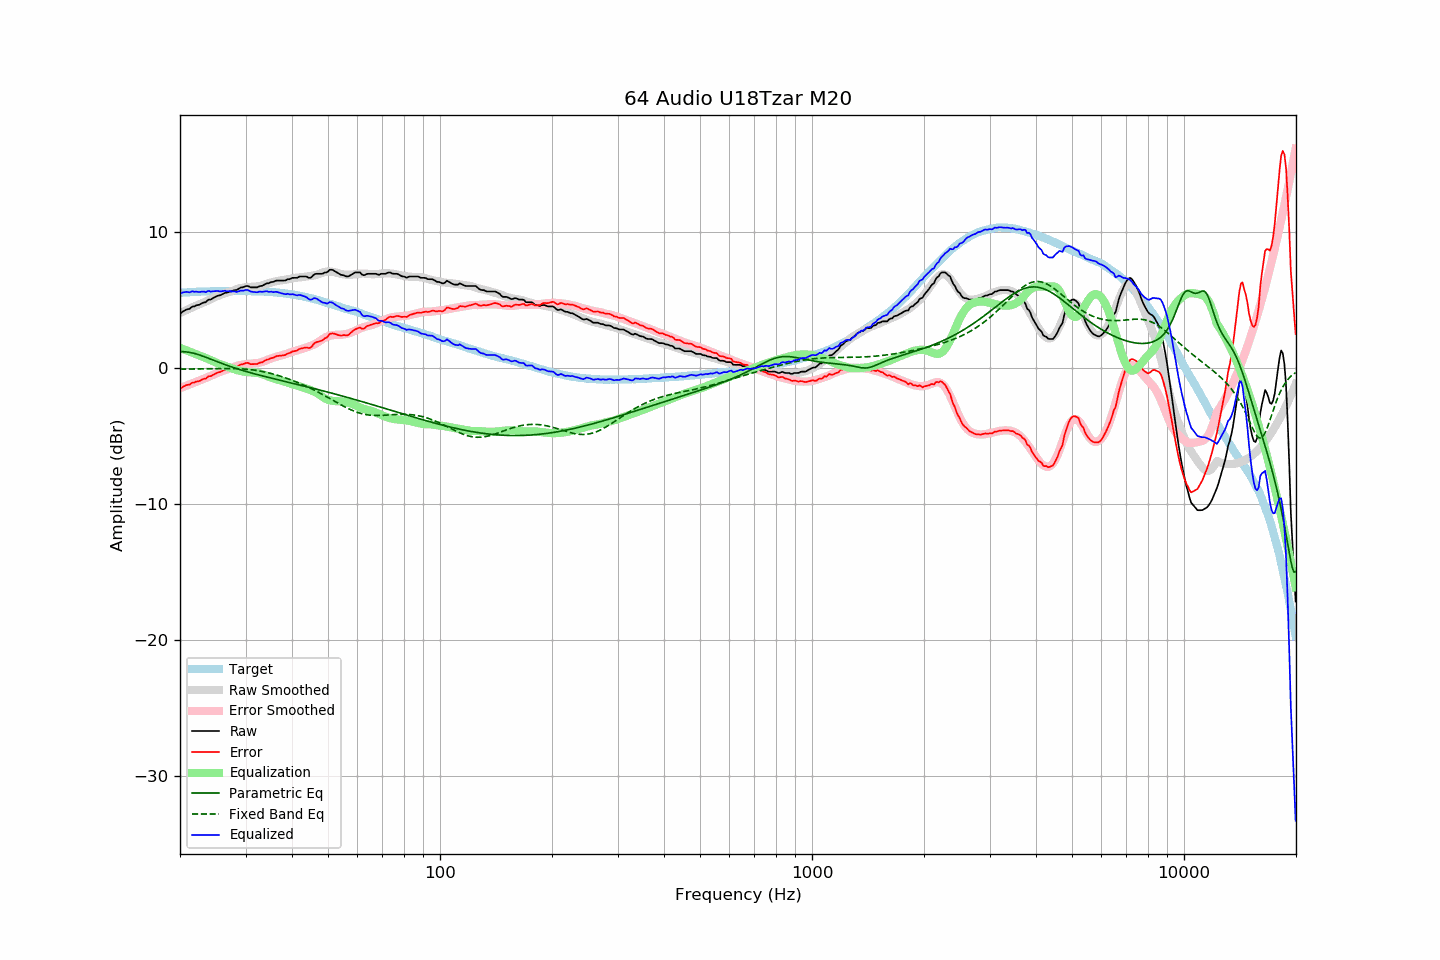 64 Audio U18Tzar M20
10
0
−10
−20
−30
Amplitude (dBr)
Target
Raw Smoothed
Error Smoothed
Raw
Error
Equalization
Parametric Eq
Fixed Band Eq
Equalized
100
1000
10000
Frequency (Hz)